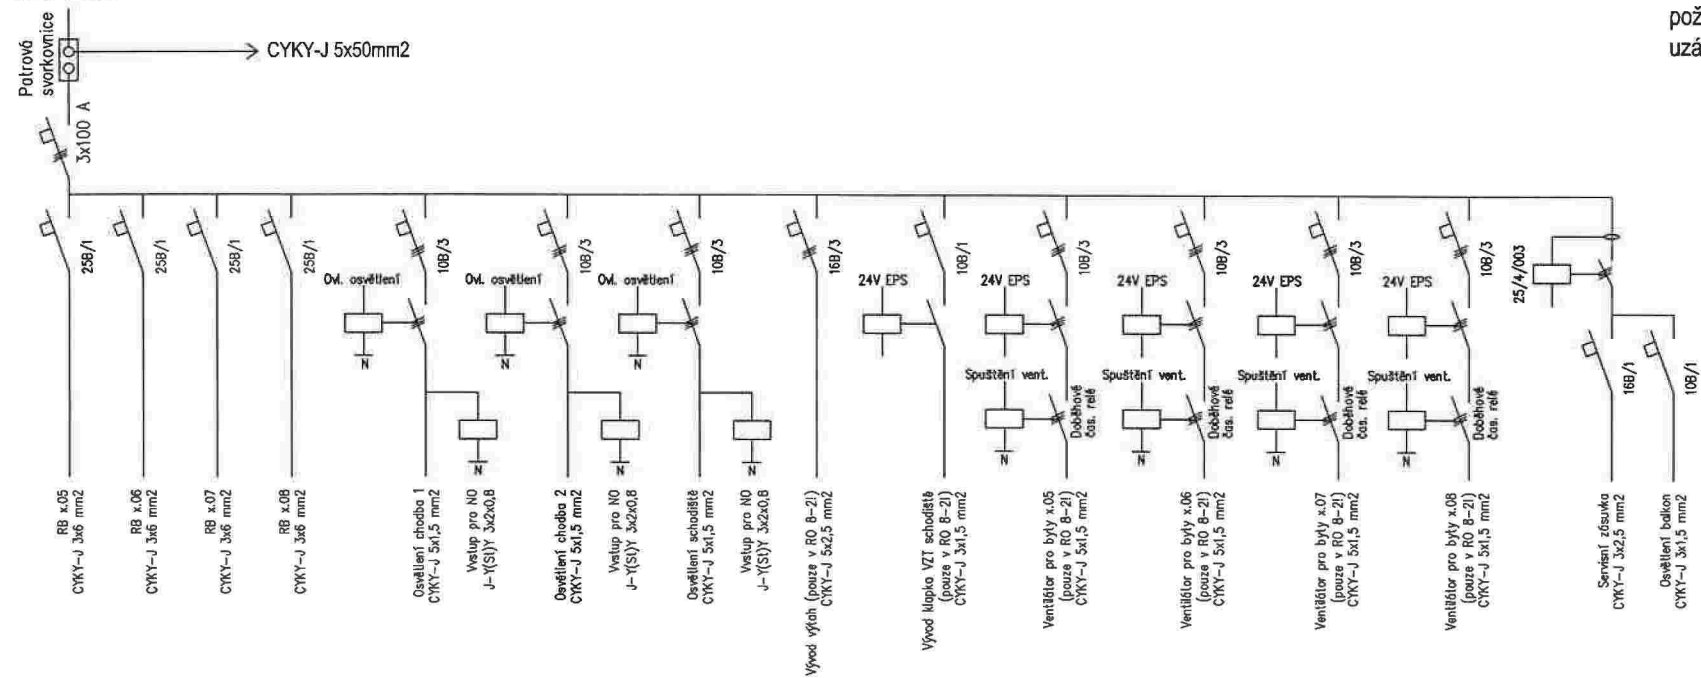 Patrová
svorkovnice
CYKY-J 5x50mm2
pož
uzá
3x100 A
25B/1
25B/1
25B/1
25B/1
10B/3
10B/3
10B/3
16B/3
10B/1
10B/3
10B/3
10B/3
10B/3
25/4/003
Ovl. osvětlení
Ovl. osvětlení
Ovl. osvětlení
24V EPS
24V EPS
24V EPS
24V EPS
24V EPS
N
N
N
16B/1
10B/1
Spuštění vent.
Spuštění vent.
Spuštění vent.
Spuštění vent.
Doběhové
čas. relé
Doběhové
čas. relé
Doběhové
čas. relé
Doběhové
čas. relé
N
N
N
N
N
N
N
RB x.05
CYKY-J 3x6 mm2
RB x.06
CYKY-J 3x6 mm2
RB x.07
CYKY-J 3x6 mm2
RB x.08
CYKY-J 3x6 mm2
Osvětlení chodba 1
CYKY-J 5x1,5 mm2
Vvstup pro NO
J-Y(St)Y 3x2x0,8
Osvětlení chodba 2
CYKY-J 5x1,5 mm2
Vvstup pro NO
J-Y(St)Y 3x2x0,8
Osvětlení schodiště
CYKY-J 5x1,5 mm2
Vvstup pro NO
J-Y(St)Y 3x2x0,8
Vývod výtah (pouze v RO 8-2!)
CYKY-J 5x2,5 mm2
Vývod klapka VZT schodiště
(pouze v RO 8-2!)
CYKY-J 3x1,5 mm2
Ventilátor pro byty x.05
(pouze v RO 8-2!)
CYKY-J 5x1,5 mm2
Ventilátor pro byty x.06
(pouze v RO 8-2!)
CYKY-J 5x1,5 mm2
Ventilátor pro byty x.07
(pouze v RO 8-2!)
CYKY-J 5x1,5 mm2
Ventilátor pro byty x.08
(pouze v RO 8-2!)
CYKY-J 5x1,5 mm2
Servisní zásuvka
CYKY-J 3x2,5 mm2
Osvětlení balkon
CYKY-J 3x1,5 mm2